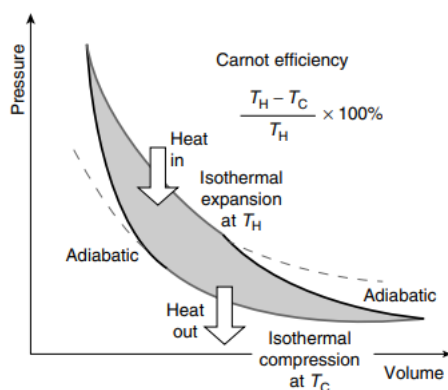 Pressure
Carnot efficiency
T_H − T_C
T_H
× 100%
Heat
in
Isothermal
expansion
at T_H
Adiabatic
Adiabatic
Heat
out
Isothermal
compression
at T_C
Volume